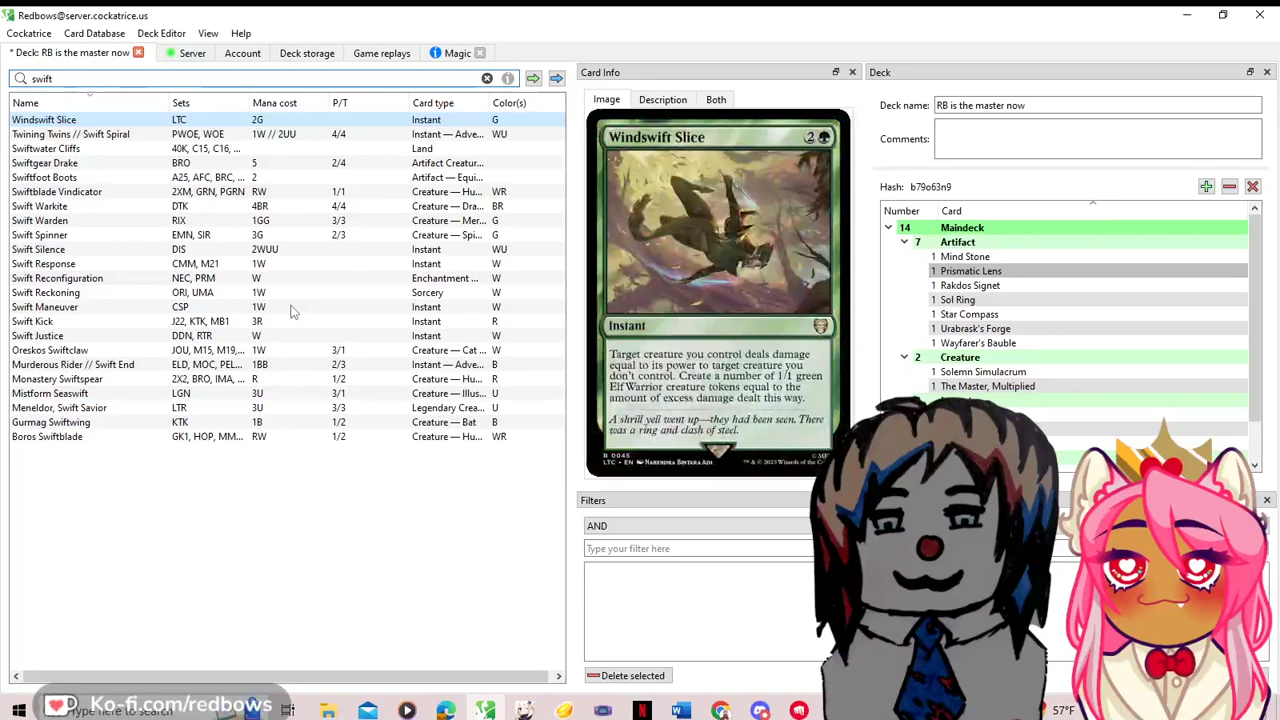 Redbows@server.cockatrice.us
Cockatrice Card Database Deck Editor View Help
* Deck: RB is the master now Server Account Deck storage Game replays Magic
swift
Name Sets Mana cost P/T Card type Color(s)
Windswift Slice LTC 2G Instant G
Twining Twins // Swift Spiral PWOE, WOE 1W // 2UU 4/4 Instant — Adve... WU
Swiftwater Cliffs 40K, C15, C16, ... Land
Swiftgear Drake BRO 5 2/4 Artifact Creatur...
Swiftfoot Boots A25, AFC, BRC, ... 2 Artifact — Equi...
Swiftblade Vindicator 2XM, GRN, PGRN RW 1/1 Creature — Hu... WR
Swift Warkite DTK 4BR 4/4 Creature — Dra... BR
Swift Warden RIX 1GG 3/3 Creature — Mer... G
Swift Spinner EMN, SIR 3G 2/3 Creature — Spi... G
Swift Silence DIS 2WUU Instant WU
Swift Response CMM, M21 1W Instant W
Swift Reconfiguration NEC, PRM W Enchantment ... W
Swift Reckoning ORI, UMA 1W Sorcery W
Swift Maneuver CSP 1W Instant W
Swift Kick J22, KTK, MB1 3R Instant R
Swift Justice DDN, RTR W Instant W
Oreskos Swiftclaw JOU, M15, M19,... 1W 3/1 Creature — Cat ... W
Murderous Rider // Swift End ELD, MOC, PEL... 1BB 2/3 Instant — Adve... B
Monastery Swiftspear 2X2, BRO, IMA, ... R 1/2 Creature — Hu... R
Mistform Seaswift LGN 3U 3/1 Creature — Illus... U
Meneldor, Swift Savior LTR 3U 3/3 Legendary Crea... U
Gurmag Swiftwing KTK 1B 1/2 Creature — Bat B
Boros Swiftblade GK1, HOP, MM... RW 1/2 Creature — Hu... WR
Card Info
Image Description Both
Windswift Slice 2
Instant
Target creature you control deals damage
equal to its power to target creature you
don't control. Create a number of 1/1 green
Elf Warrior creature tokens equal to the
amount of excess damage dealt this way.
A shrill yell went up—they had been seen. There
was a ring and clash of steel.
R 0045
LTC • EN Narendra Bintara Adi ™ & © 2023 Wizards of the C
Filters
AND
Type your filter here
Delete selected
Deck
Deck name: RB is the master now
Comments:
Hash: b79o63n9
Number Card
14 Maindeck
7 Artifact
1 Mind Stone
1 Prismatic Lens
1 Rakdos Signet
1 Sol Ring
1 Star Compass
1 Urabrask's Forge
1 Wayfarer's Bauble
2 Creature
1 Solemn Simulacrum
1 The Master, Multiplied
Ko-fi.com/redbows
Type here to search
57°F